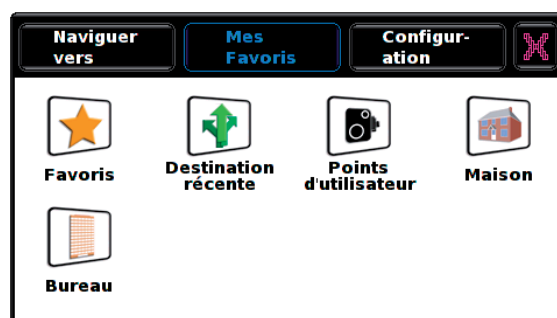 Naviguer
vers
Mes
Favoris
Configur-
ation
Favoris
Destination
récente
Points
d'utilisateur
Maison
Bureau